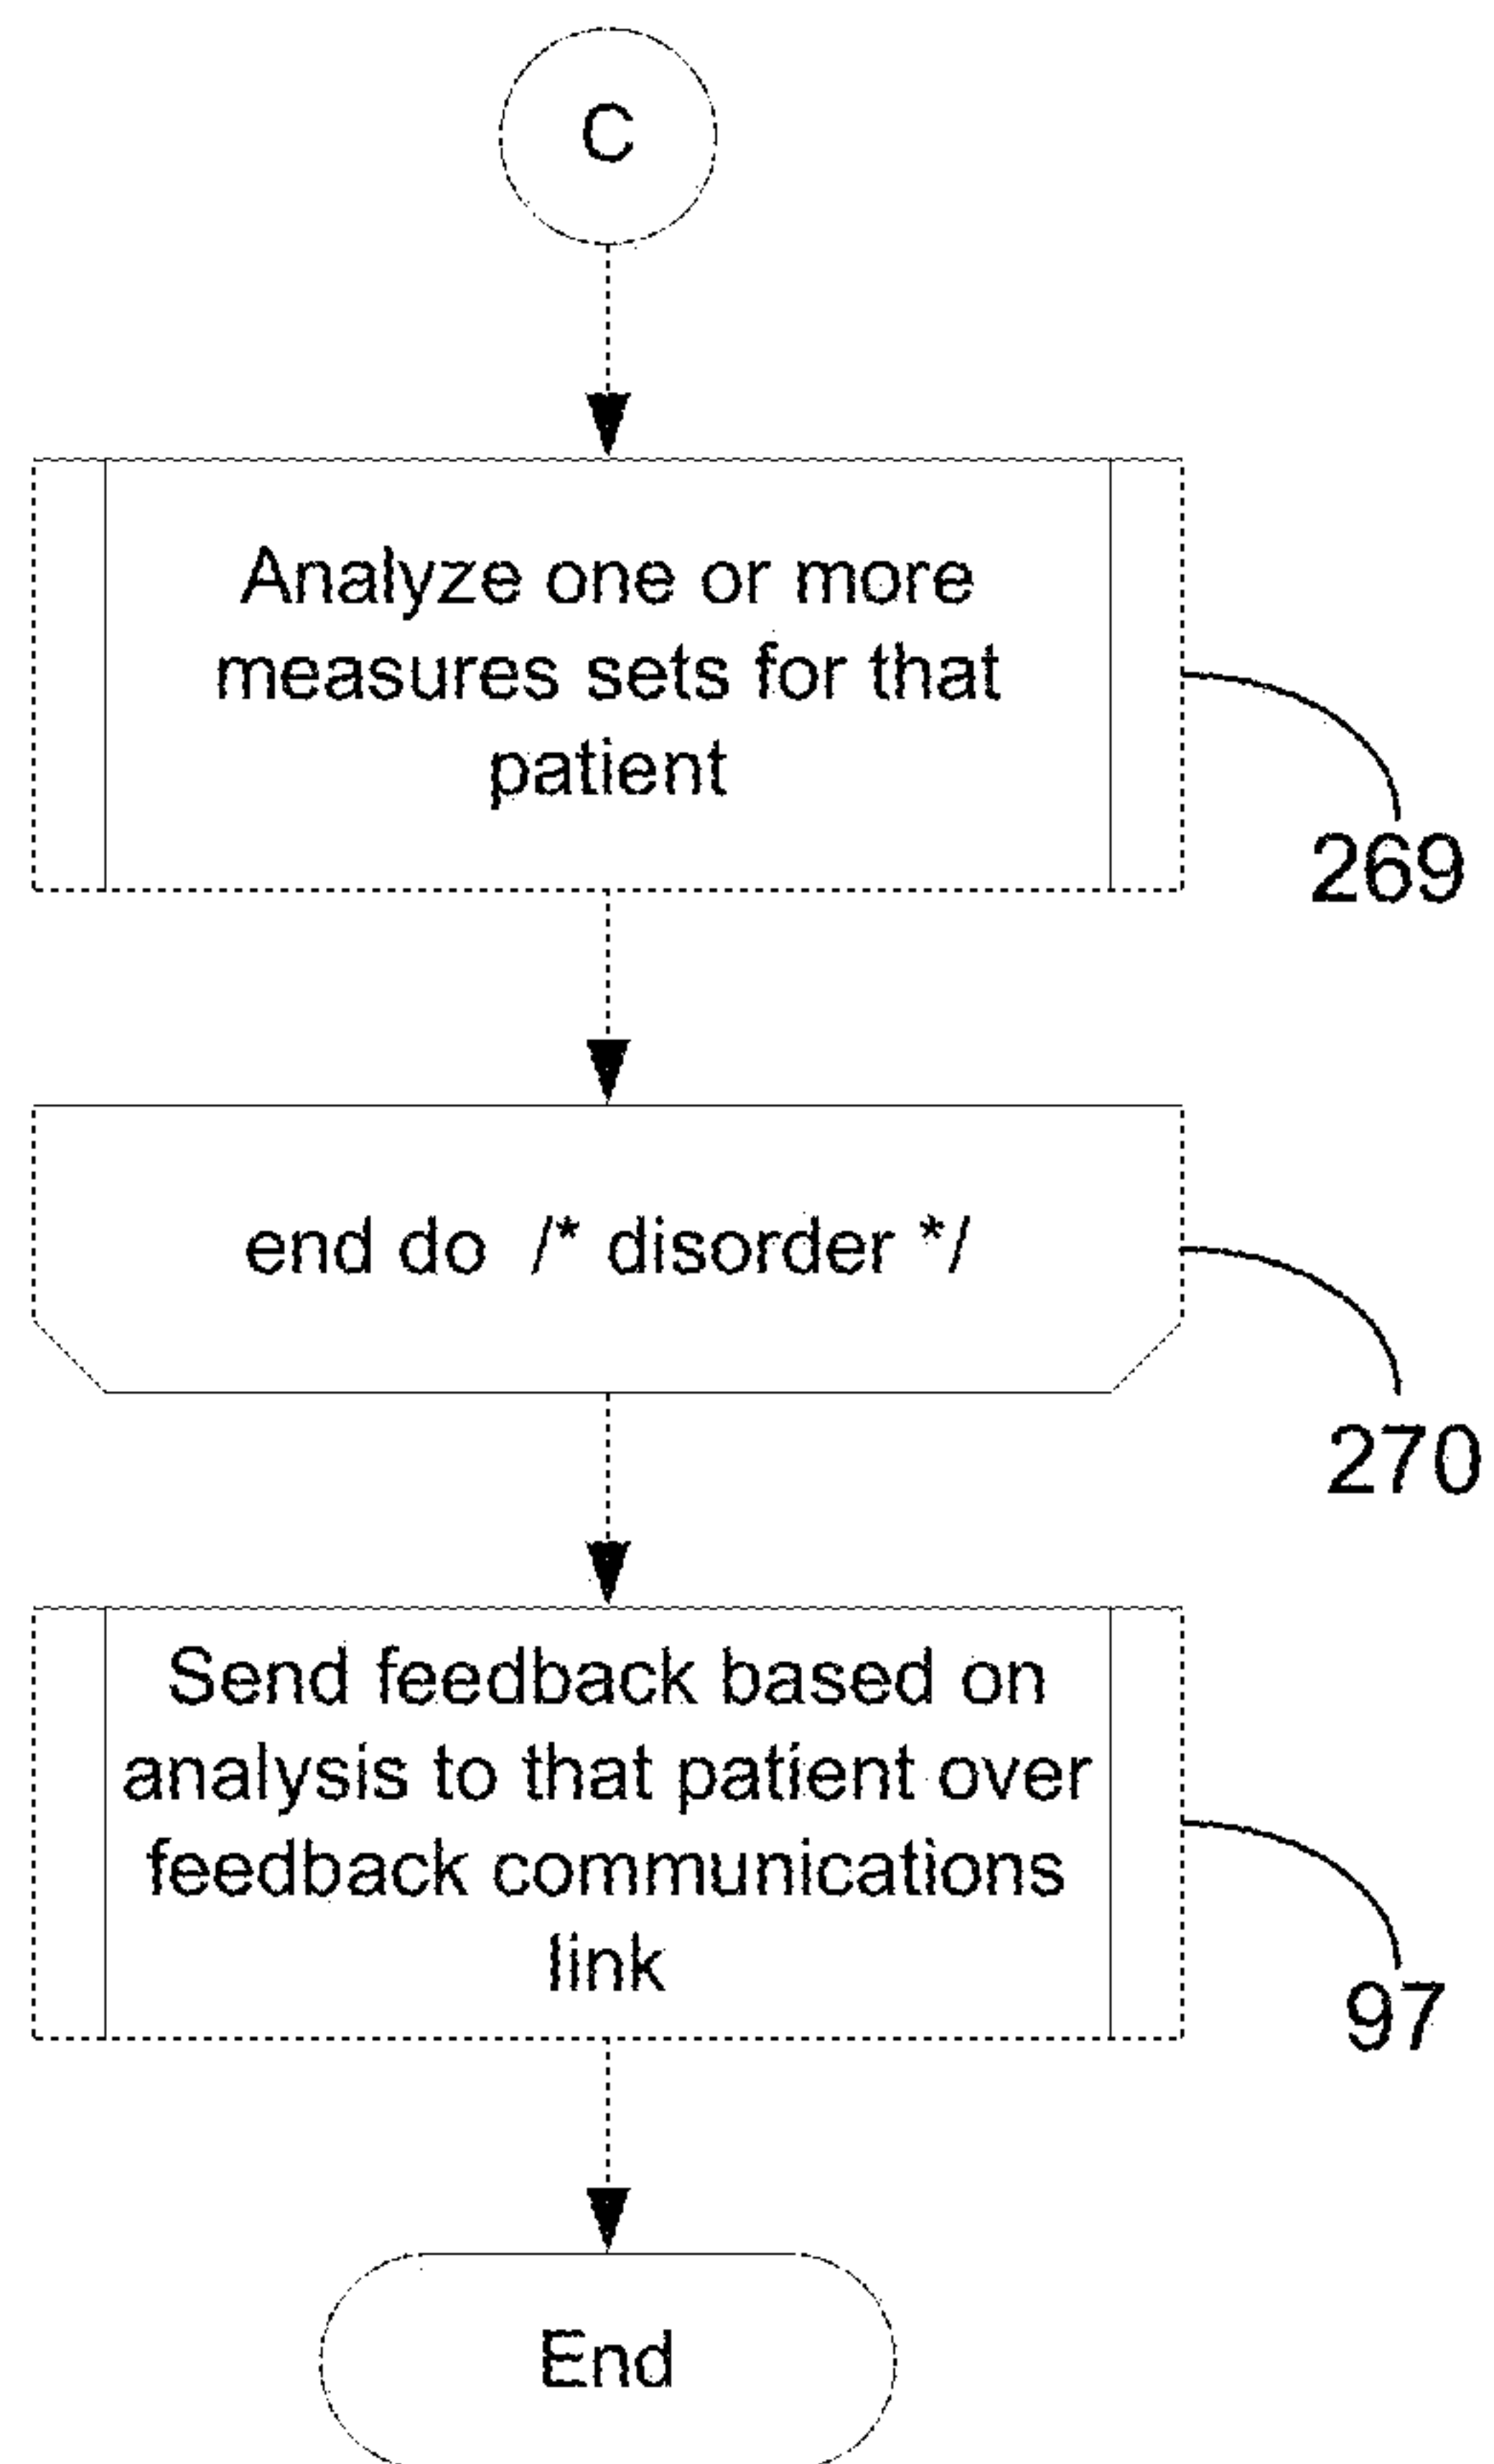 C
Analyze one or more
measures sets for that
patient
269
end do /* disorder */
270
Send feedback based on
analysis to that patient over
feedback communications
link
97
End